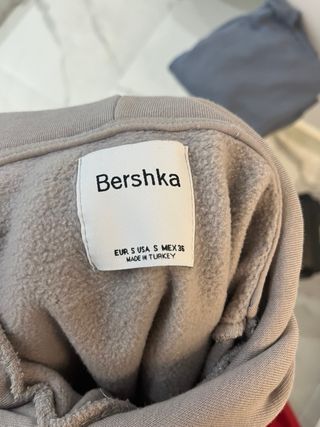 Bershka
EUR S USA S MEX 36
MADE IN TURKEY